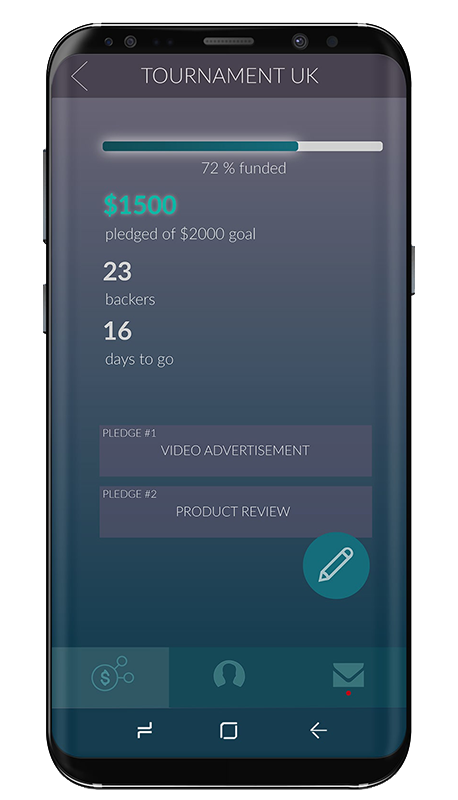 TOURNAMENT UK
72 % funded
$1500
pledged of $2000 goal
23
backers
16
days to go
PLEDGE #1
VIDEO ADVERTISEMENT
PLEDGE #2
PRODUCT REVIEW
$